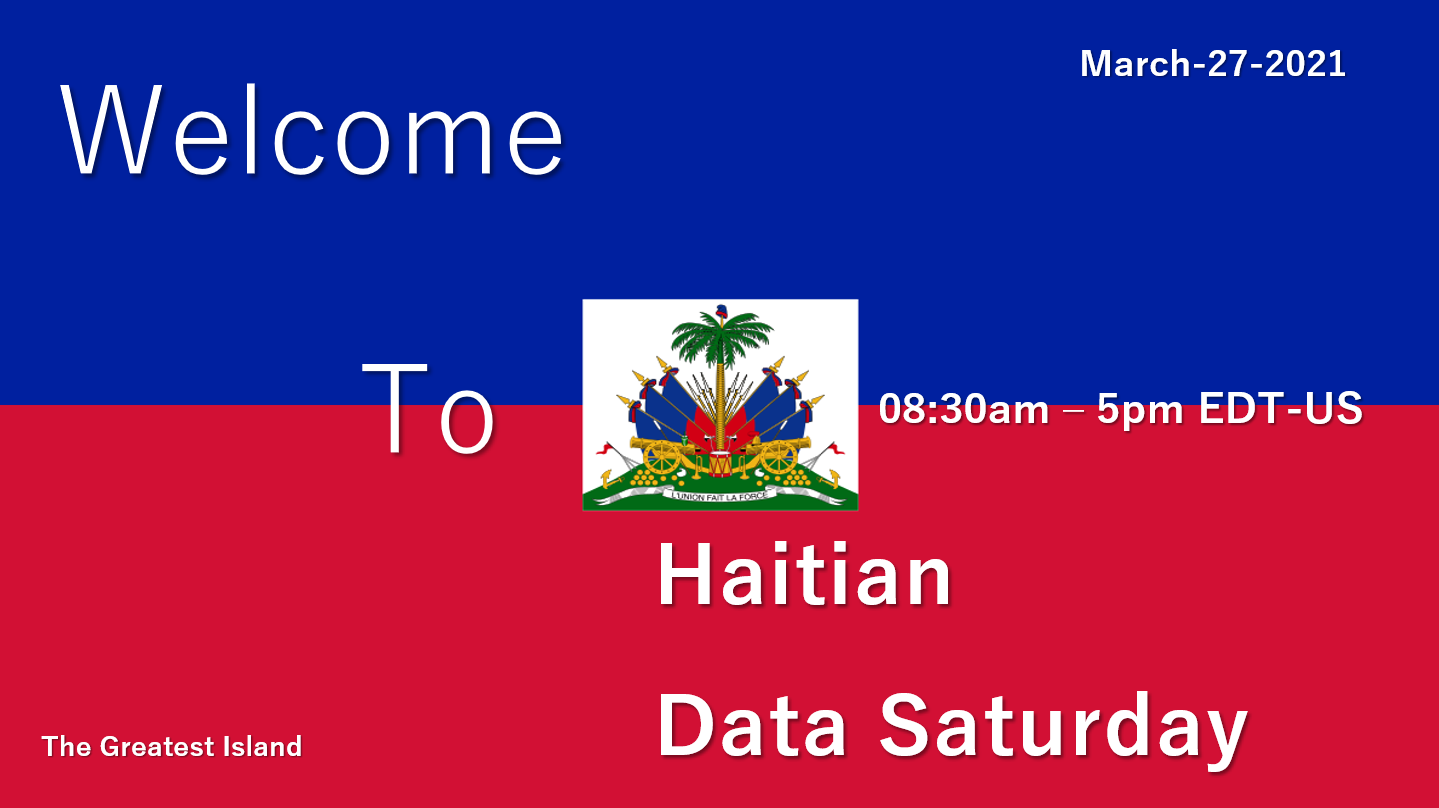 March-27-2021
Welcome
To
08:30am – 5pm EDT-US
L'UNION FAIT LA FORCE
Haitian
Data Saturday
The Greatest Island